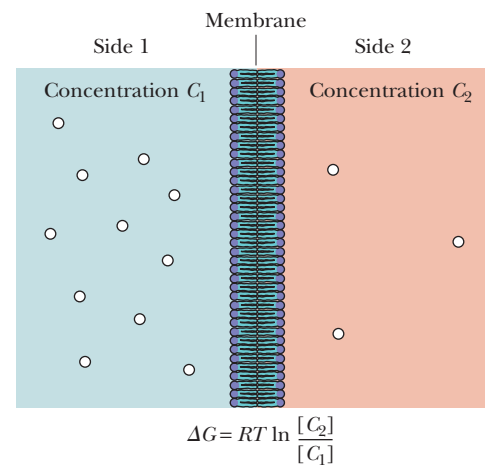 Membrane
Side 1
Side 2
Concentration C₁
Concentration C₂
ΔG = RT ln [C₂]/[C₁]